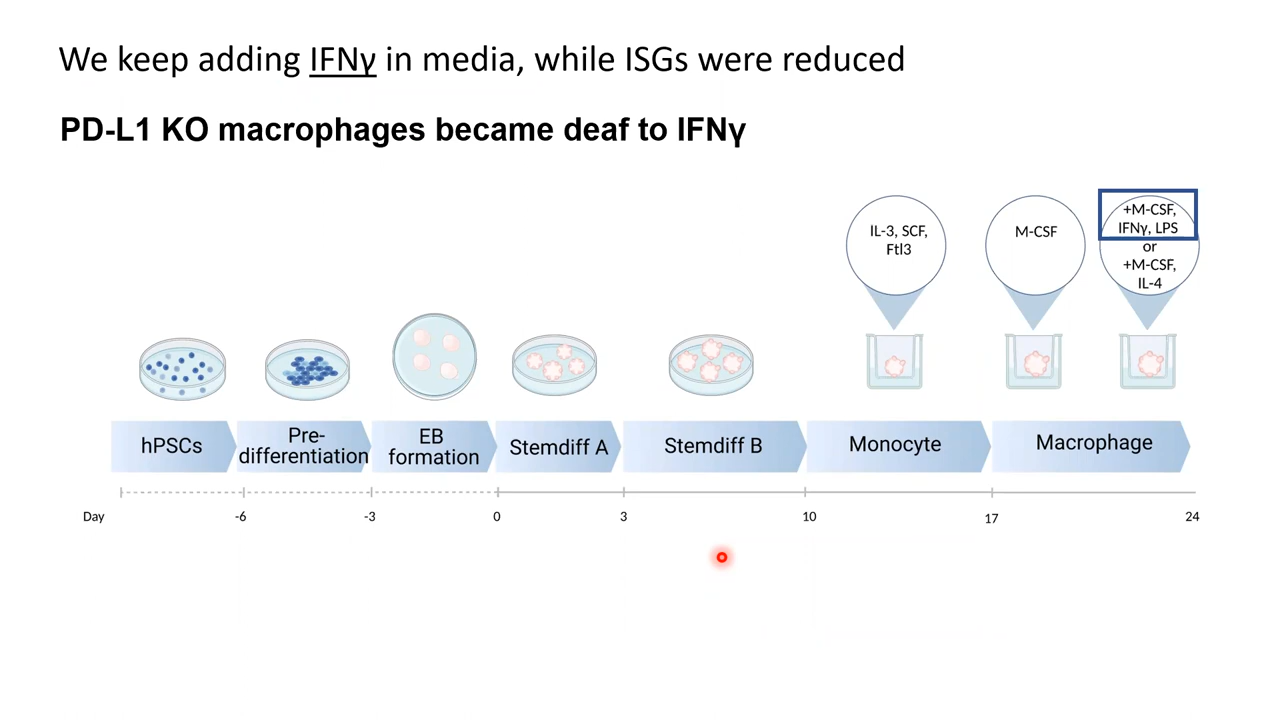 We keep adding IFNγ in media, while ISGs were reduced
PD-L1 KO macrophages became deaf to IFNγ
IL-3, SCF,
Ftl3
M-CSF
+M-CSF,
IFNγ, LPS
or
+M-CSF,
IL-4
hPSCs
Pre-
differentiation
EB
formation
Stemdiff A
Stemdiff B
Monocyte
Macrophage
Day
-6
-3
0
3
10
17
24